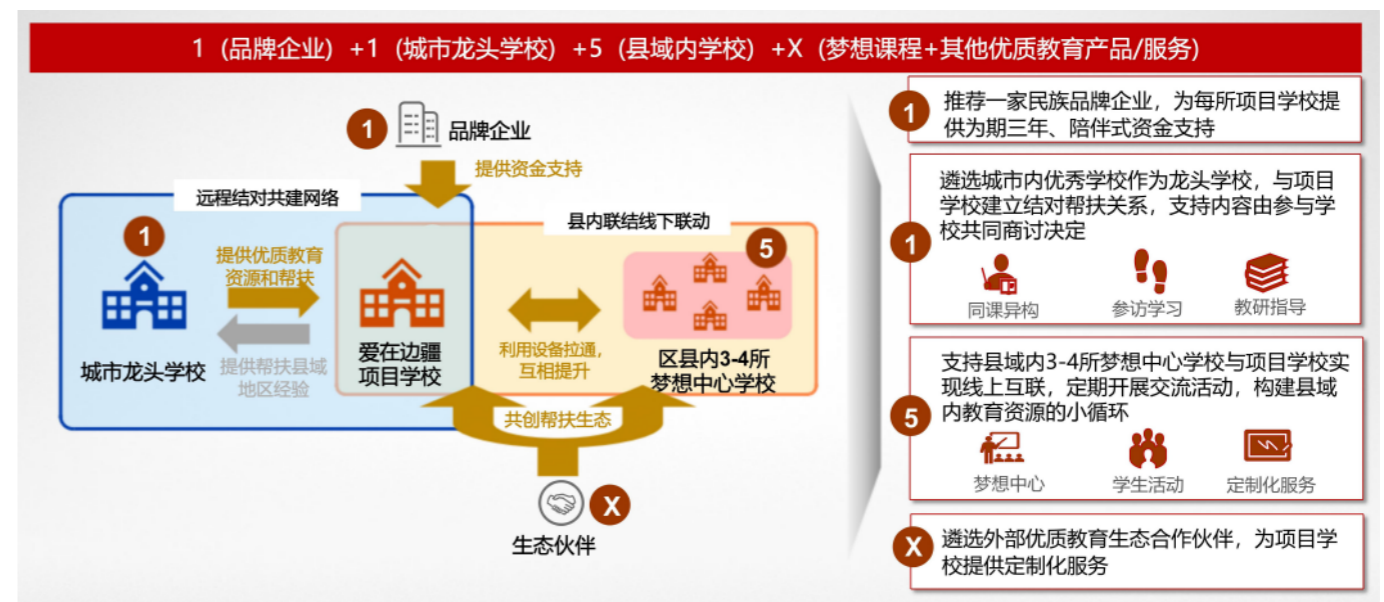 1（品牌企业）+1（城市龙头学校）+5（县域内学校）+X（梦想课程+其他优质教育产品/服务）
1
品牌企业
提供资金支持
远程结对共建网络
县内联结线下联动
1
城市龙头学校
提供优质教育
资源和帮扶
提供帮扶县域
地区经验
爱在边疆
项目学校
利用设备拉通，
互相提升
5
区县内3-4所
梦想中心学校
共创帮扶生态
X
生态伙伴
1
推荐一家民族品牌企业，为每所项目学校提
供为期三年、陪伴式资金支持
1
遴选城市内优秀学校作为龙头学校，与项目
学校建立结对帮扶关系，支持内容由参与学
校共同商讨决定
同课异构
参访学习
教研指导
5
支持县域内3-4所梦想中心学校与项目学校实
现线上互联，定期开展交流活动，构建县域
内教育资源的小循环
梦想中心
学生活动
定制化服务
X
遴选外部优质教育生态合作伙伴，为项目学
校提供定制化服务